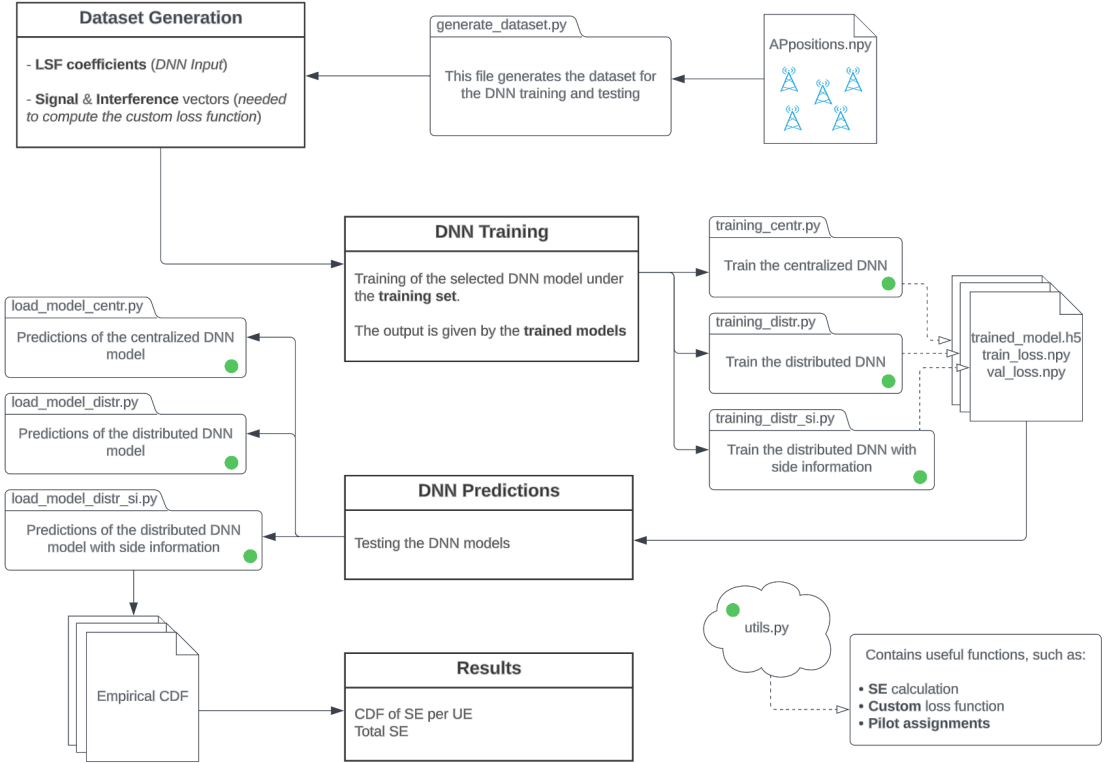 Dataset Generation
- LSF coefficients (DNN Input)
- Signal & Interference vectors (needed
to compute the custom loss function)
generate_dataset.py
This file generates the dataset for
the DNN training and testing
APpositions.npy
DNN Training
Training of the selected DNN model under
the training set.
The output is given by the trained models
training_centr.py
Train the centralized DNN
training_distr.py
Train the distributed DNN
training_distr_si.py
Train the distributed DNN with
side information
trained_model.h5
train_loss.npy
val_loss.npy
load_model_centr.py
Predictions of the centralized DNN
model
load_model_distr.py
Predictions of the distributed DNN
model
load_model_distr_si.py
Predictions of the distributed DNN
model with side information
DNN Predictions
Testing the DNN models
Empirical CDF
Results
CDF of SE per UE
Total SE
utils.py
Contains useful functions, such as:
• SE calculation
• Custom loss function
• Pilot assignments